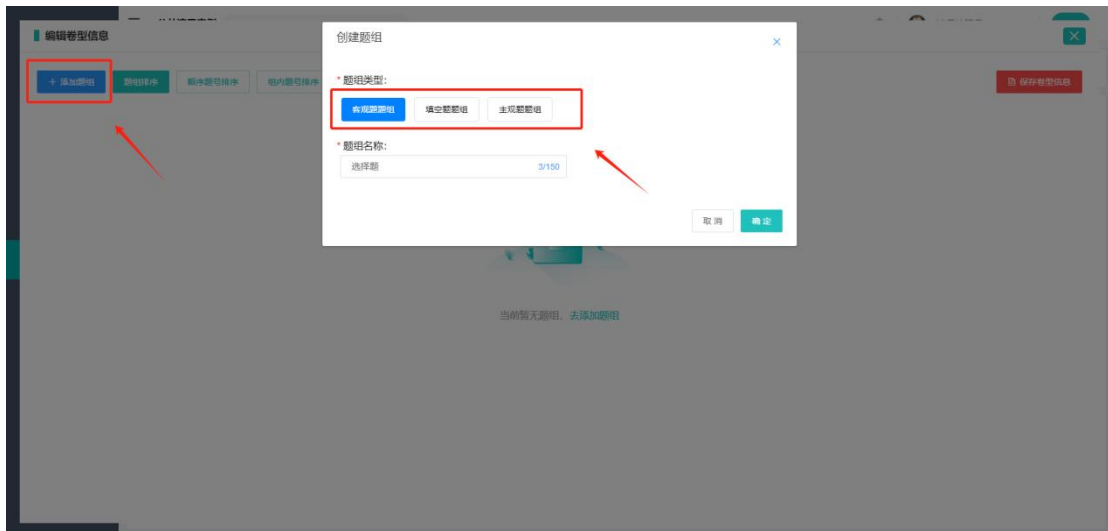 编辑卷型信息
创建题组
+ 添加题组 题组排序 顺序题号排序 组内题号排序
保存卷型信息
* 题组类型:
客观题题组 填空题题组 主观题题组
* 题组名称:
选择题 3/150
取消 确定
当前暂无题组，去添加题组